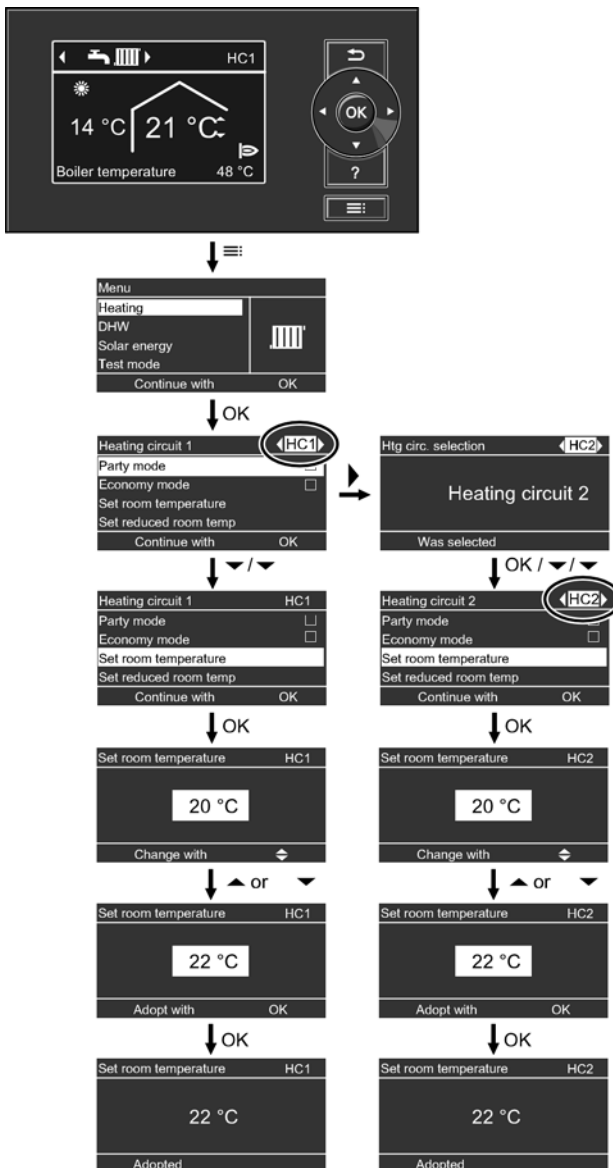 HC1
14 °C 21 °C
Boiler temperature 48 °C
OK
?
Menu
Heating
DHW
Solar energy
Test mode
Continue with OK
OK
Heating circuit 1 HC1
Party mode
Economy mode
Set room temperature
Set reduced room temp
Continue with OK
Htg circ. selection HC2
Heating circuit 2
Was selected
/
OK / /
Heating circuit 1 HC1
Party mode
Economy mode
Set room temperature
Set reduced room temp
Continue with OK
Heating circuit 2 HC2
Party mode
Economy mode
Set room temperature
Set reduced room temp
Continue with OK
OK
OK
Set room temperature HC1
20 °C
Change with
Set room temperature HC2
20 °C
Change with
or
or
Set room temperature HC1
22 °C
Adopt with OK
Set room temperature HC2
22 °C
Adopt with OK
OK
OK
Set room temperature HC1
22 °C
Adopted
Set room temperature HC2
22 °C
Adopted